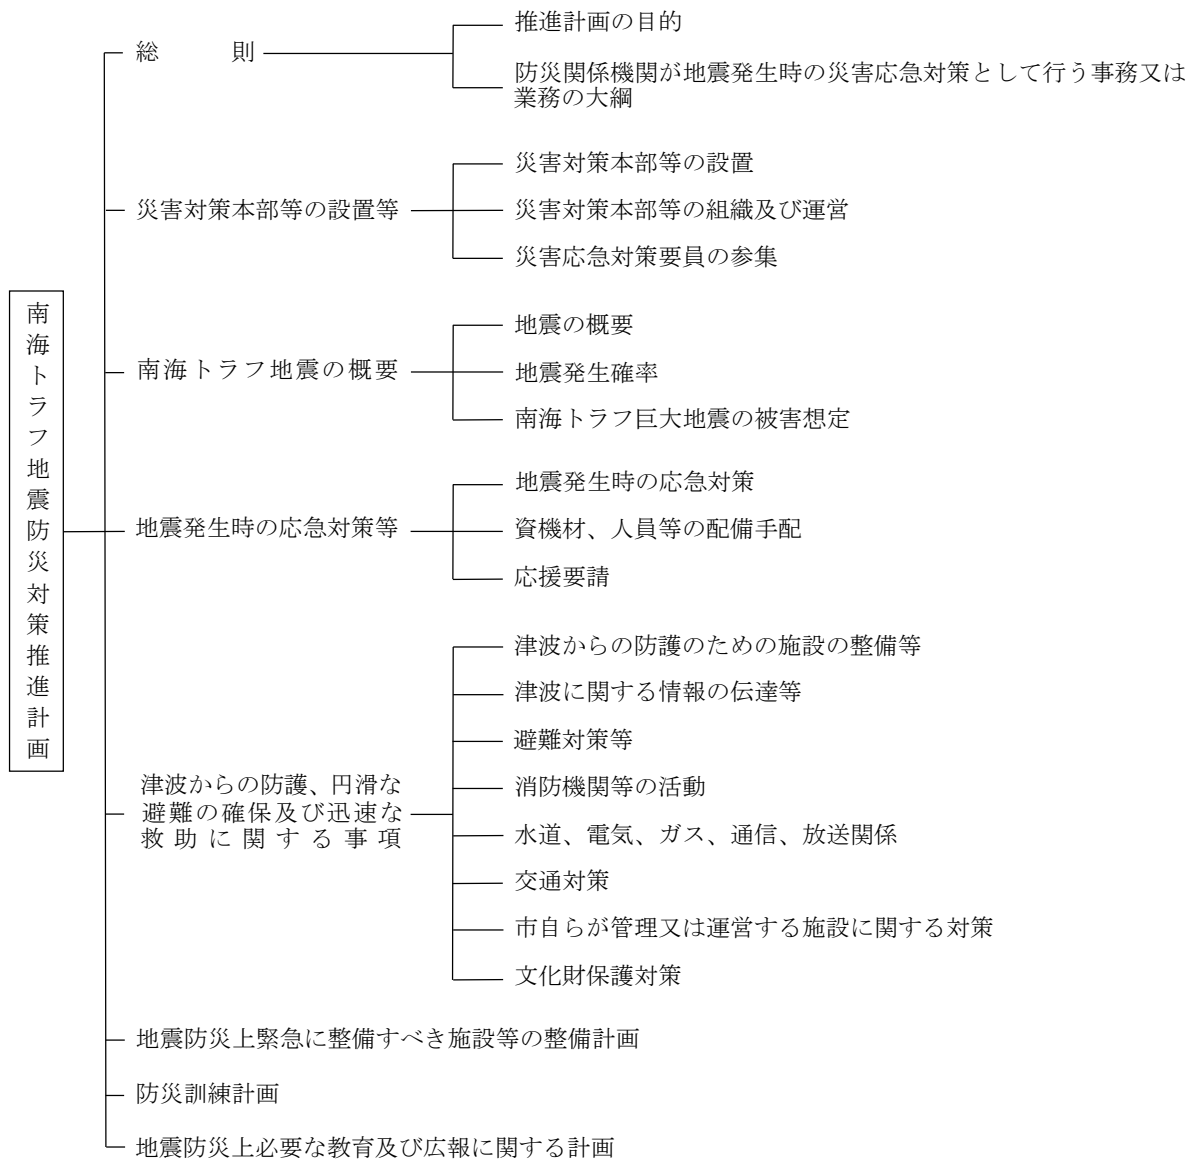 南海トラフ地震防災対策推進計画
総則
推進計画の目的
防災関係機関が地震発生時の災害応急対策として行う事務又は
業務の大綱
災害対策本部等の設置等
災害対策本部等の設置
災害対策本部等の組織及び運営
災害応急対策要員の参集
南海トラフ地震の概要
地震の概要
地震発生確率
南海トラフ巨大地震の被害想定
地震発生時の応急対策等
地震発生時の応急対策
資機材、人員等の配備手配
応援要請
津波からの防護、円滑な
避難の確保及び迅速な
救助に関する事項
津波からの防護のための施設の整備等
津波に関する情報の伝達等
避難対策等
消防機関等の活動
水道、電気、ガス、通信、放送関係
交通対策
市自らが管理又は運営する施設に関する対策
文化財保護対策
地震防災上緊急に整備すべき施設等の整備計画
防災訓練計画
地震防災上必要な教育及び広報に関する計画